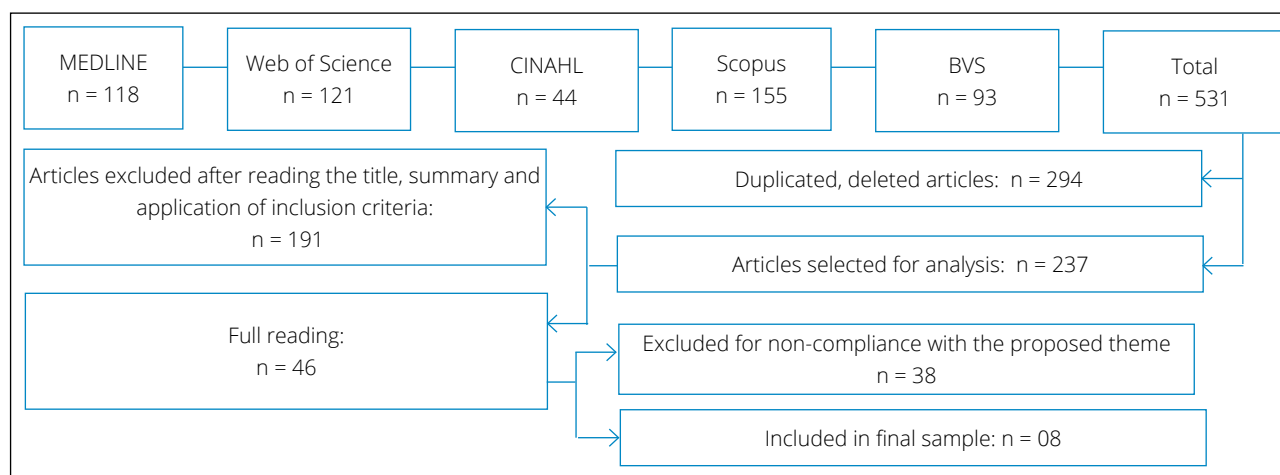 MEDLINE
n = 118
Web of Science
n = 121
CINAHL
n = 44
Scopus
n = 155
BVS
n = 93
Total
n = 531
Duplicated, deleted articles: n = 294
Articles selected for analysis: n = 237
Articles excluded after reading the title, summary and
application of inclusion criteria:
n = 191
Full reading:
n = 46
Excluded for non-compliance with the proposed theme
n = 38
Included in final sample: n = 08